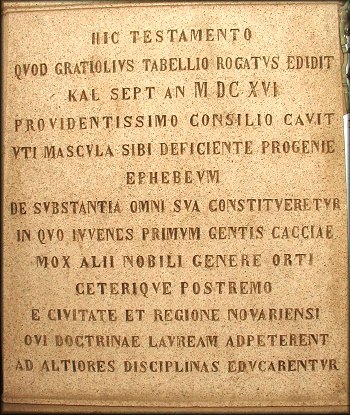 HIC TESTAMENTO
QVOD GRATIOLIVS TABELLIO ROGATVS EDIDIT
KAL SEPT AN M DC XVI
PROVIDENTISSIMO CONSILIO CAVIT
VTI MASCVLA SIBI DEFICIENTE PROGENIE
EPHEBEVM
DE SVBSTANTIA OMNI SVA CONSTITVERETVR
IN QVO IVVENES PRIMVM GENTIS CACCIAE
MOX ALII NOBILI GENERE ORTI
CETERIQVE POSTREMO
E CIVITATE ET REGIONE NOVARIENSI
QVI DOCTRINAE LAVREAM ADPETERENT
AD ALTIORES DISCIPLINAS EDVCARENTVR